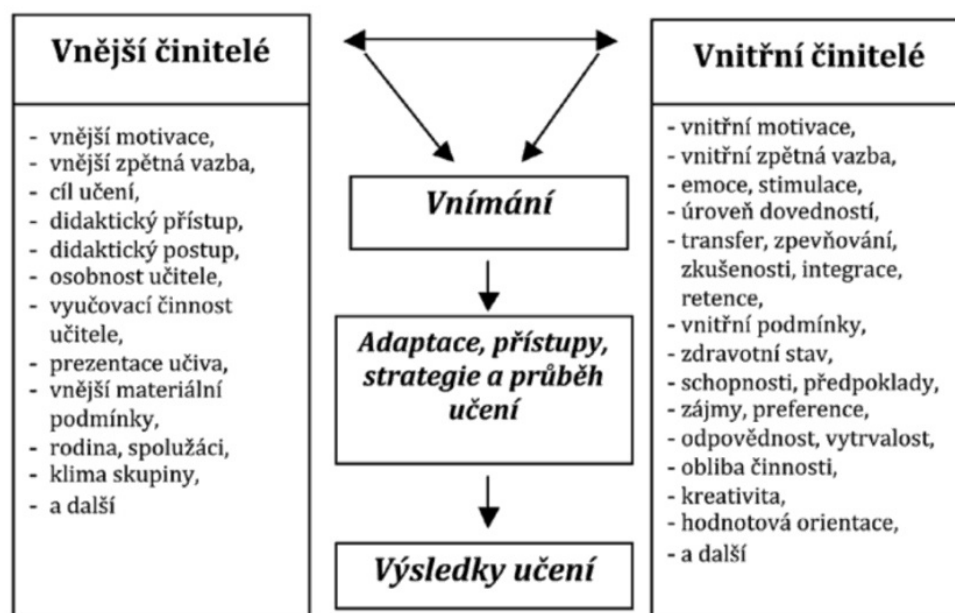 Vnější činitelé
- vnější motivace,
- vnější zpětná vazba,
- cíl učení,
- didaktický přístup,
- didaktický postup,
- osobnost učitele,
- vyučovací činnost
učitele,
- prezentace učiva,
- vnější materiální
podmínky,
- rodina, spolužáci,
- klima skupiny,
- a další
Vnímání
Adaptace, přístupy,
strategie a průběh
učení
Výsledky učení
Vnitřní činitelé
- vnitřní motivace,
- vnitřní zpětná vazba,
- emoce, stimulace,
- úroveň dovedností,
- transfer, zpevňování,
zkušenosti, integrace,
retence,
- vnitřní podmínky,
- zdravotní stav,
- schopnosti, předpoklady,
- zájmy, preference,
- odpovědnost, vytrvalost,
- obliba činnosti,
- kreativita,
- hodnotová orientace,
- a další